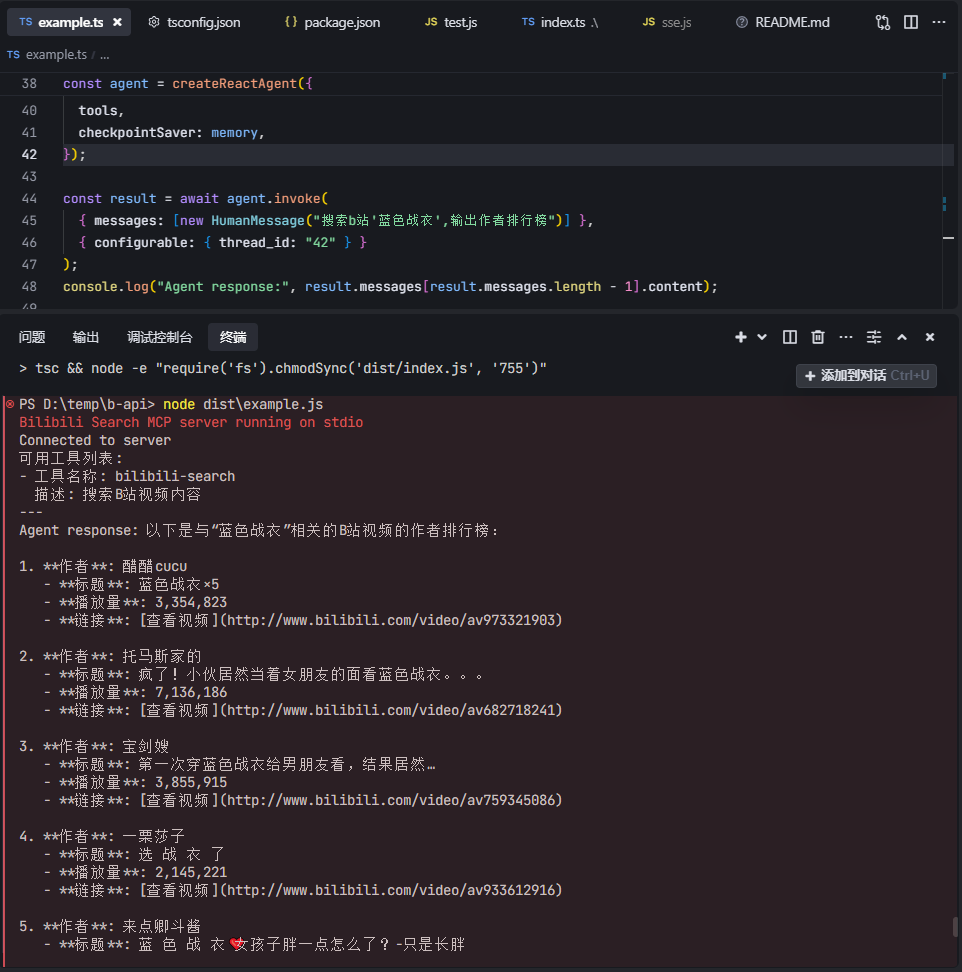 TS example.ts × tsconfig.json {} package.json JS test.js TS index.ts .\ JS sse.js README.md ...
TS example.ts / ...
38 const agent = createReactAgent({
40 tools,
41 checkpointSaver: memory,
42 });
43
44 const result = await agent.invoke(
45 { messages: [new HumanMessage("搜索b站'蓝色战衣',输出作者排行榜")] },
46 { configurable: { thread_id: "42" } }
47 );
48 console.log("Agent response:", result.messages[result.messages.length - 1].content);
49
问题 输出 调试控制台 终端
> tsc && node -e "require('fs').chmodSync('dist/index.js', '755')"
+ 添加到对话 Ctrl+U
PS D:\temp\b-api> node dist\example.js
Bilibili Search MCP server running on stdio
Connected to server
可用工具列表:
- 工具名称: bilibili-search
描述: 搜索B站视频内容
---
Agent response: 以下是与“蓝色战衣”相关的B站视频的作者排行榜:
1. **作者**: 醋醋cucu
- **标题**: 蓝色战衣×5
- **播放量**: 3,354,823
- **链接**: [查看视频](http://www.bilibili.com/video/av973321903)
2. **作者**: 托马斯家的
- **标题**: 疯了！小伙居然当着女朋友的面看蓝色战衣。。。
- **播放量**: 7,136,186
- **链接**: [查看视频](http://www.bilibili.com/video/av682718241)
3. **作者**: 宝剑嫂
- **标题**: 第一次穿蓝色战衣给男朋友看，结果居然…
- **播放量**: 3,855,915
- **链接**: [查看视频](http://www.bilibili.com/video/av759345086)
4. **作者**: 一栗莎子
- **标题**: 选 战 衣 了
- **播放量**: 2,145,221
- **链接**: [查看视频](http://www.bilibili.com/video/av933612916)
5. **作者**: 来点卿斗酱
- **标题**: 蓝 色 战 衣 💘女孩子胖一点怎么了？-只是长胖